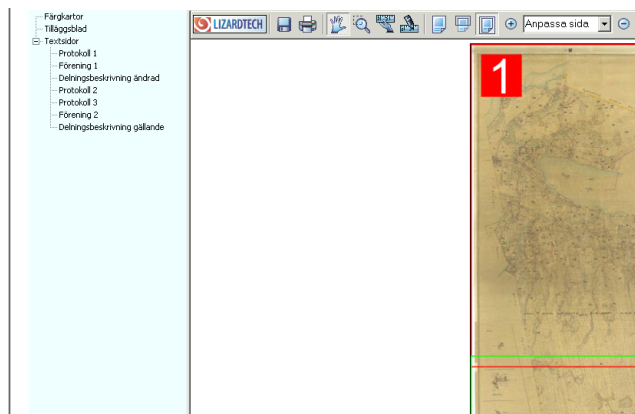 Färgkartor
Tilläggsblad
Textsidor
Protokoll 1
Förening 1
Delningsbeskrivning ändrad
Protokoll 2
Protokoll 3
Förening 2
Delningsbeskrivning gällande
LIZARDTECH
Anpassa sida
1